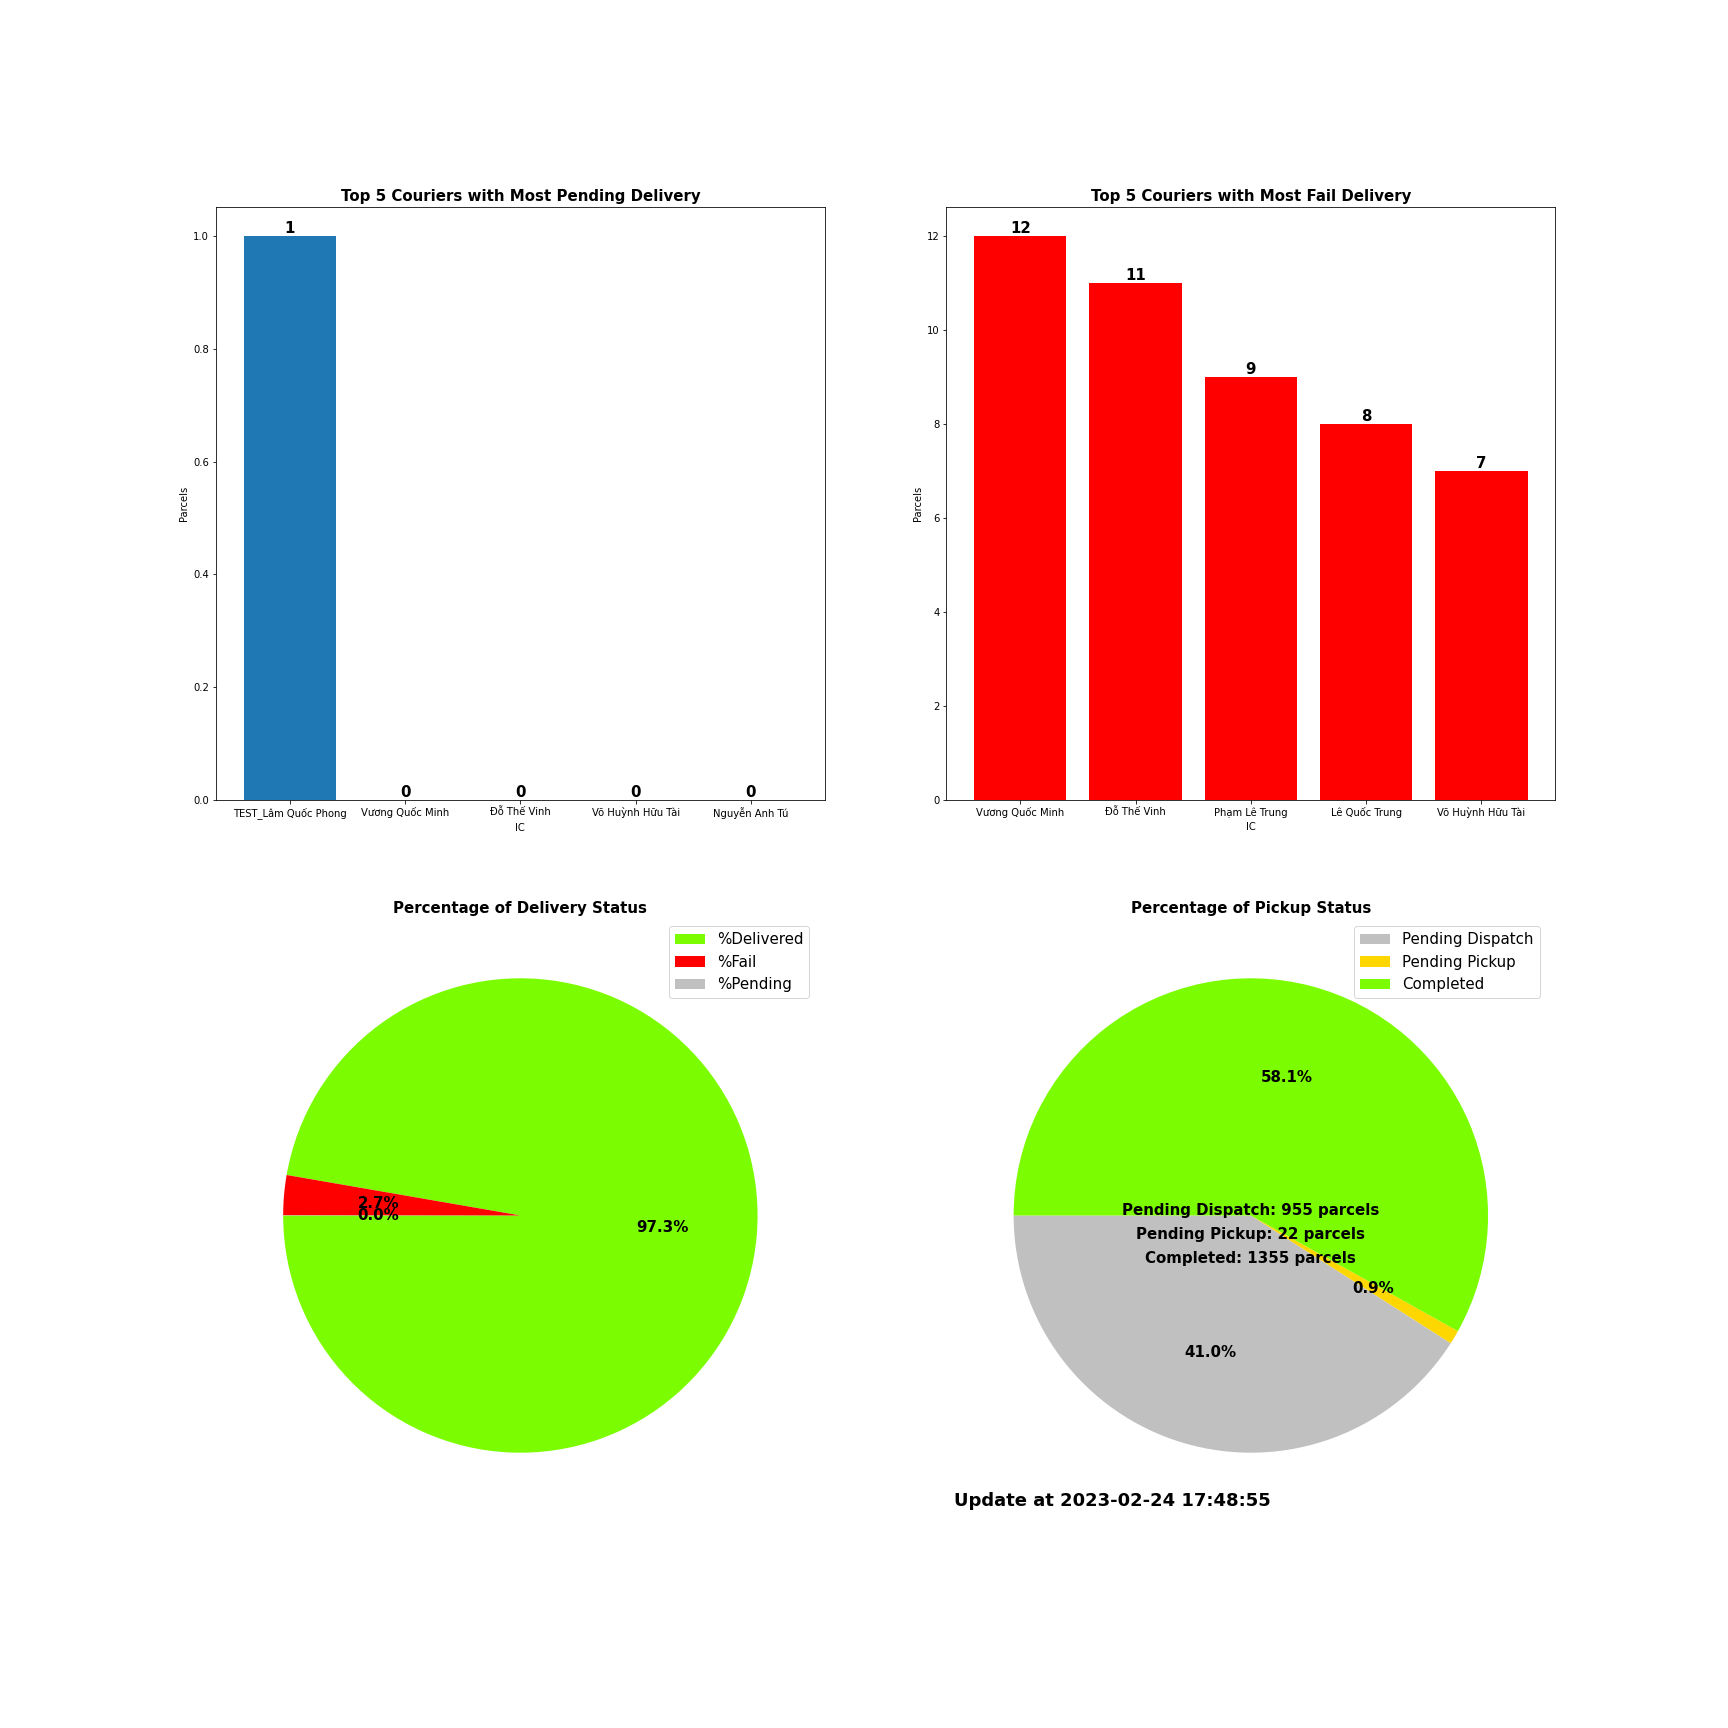 Top 5 Couriers with Most Pending Delivery
1
1.0
0.8
0.6
0.4
0.2
0.0
Parcels
0
0
0
0
TEST_Lâm Quốc Phong
Vương Quốc Minh
Đỗ Thế Vinh
Võ Huỳnh Hữu Tài
Nguyễn Anh Tú
IC
Top 5 Couriers with Most Fail Delivery
12
11
9
8
7
12
10
8
6
4
2
0
Parcels
Vương Quốc Minh
Đỗ Thế Vinh
Phạm Lê Trung
Lê Quốc Trung
Võ Huỳnh Hữu Tài
IC
Percentage of Delivery Status
%Delivered
%Fail
%Pending
2.7%
0.0%
97.3%
Percentage of Pickup Status
Pending Dispatch
Pending Pickup
Completed
58.1%
Pending Dispatch: 955 parcels
Pending Pickup: 22 parcels
Completed: 1355 parcels
0.9%
41.0%
Update at 2023-02-24 17:48:55